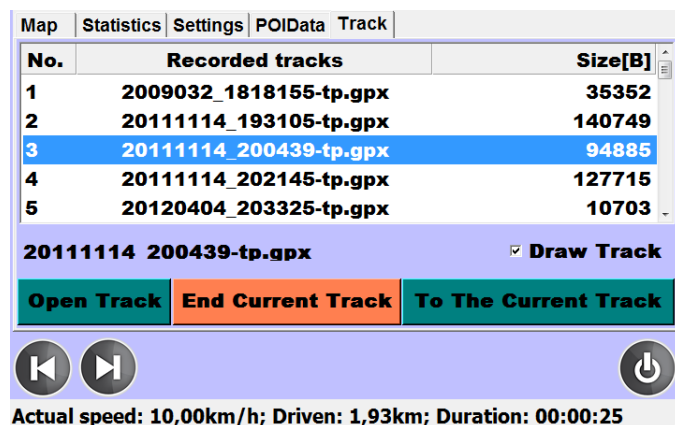 Map Statistics Settings POIData Track
No. Recorded tracks Size[B]
1 2009032_1818155-tp.gpx 35352
2 20111114_193105-tp.gpx 140749
3 20111114_200439-tp.gpx 94885
4 20111114_202145-tp.gpx 127715
5 20120404_203325-tp.gpx 10703
20111114_200439-tp.gpx Draw Track
Open Track End Current Track To The Current Track
Actual speed: 10,00km/h; Driven: 1,93km; Duration: 00:00:25